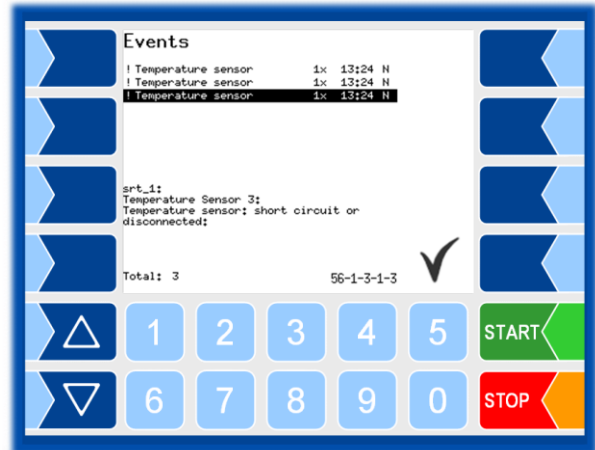 Events
! Temperature sensor 1x 13:24 N
! Temperature sensor 1x 13:24 N
! Temperature sensor 1x 13:24 N
srt_1:
Temperature Sensor 3:
Temperature sensor: short circuit or
disconnected:
Total: 3 56-1-3-1-3
1 2 3 4 5 START
6 7 8 9 0 STOP